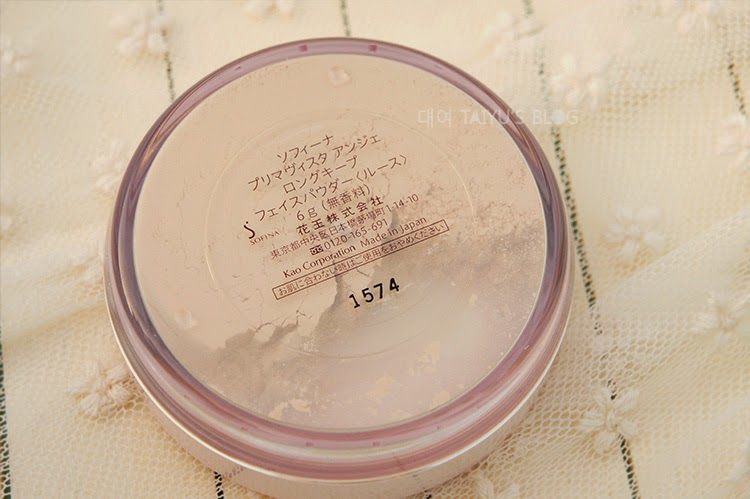 대여 TAIYU'S BLOG
ソフィーナ
プリマヴィスタ アンジェ
ロングキープ
フェイスパウダー〈ルース〉
6g (無香料)
SOFINA
花王株式会社
東京都中央区日本橋茅場町1-14-10
0120-165-691
Kao Corporation Made in Japan
お肌に合わない時はご使用をおやめください
1574